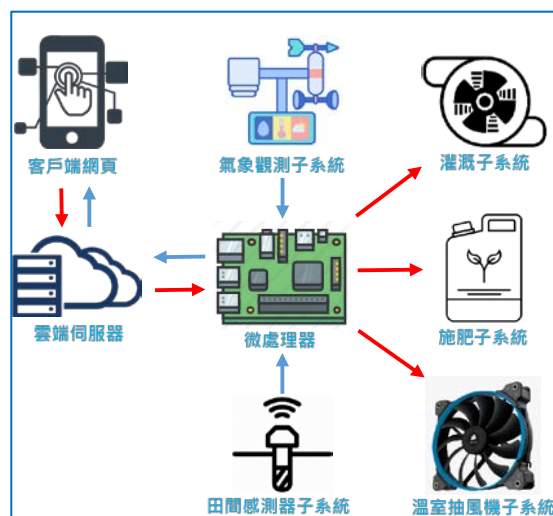 客戶端網頁
氣象觀測子系統
灌溉子系統
雲端伺服器
微處理器
施肥子系統
田間感測器子系統
溫室抽風機子系統